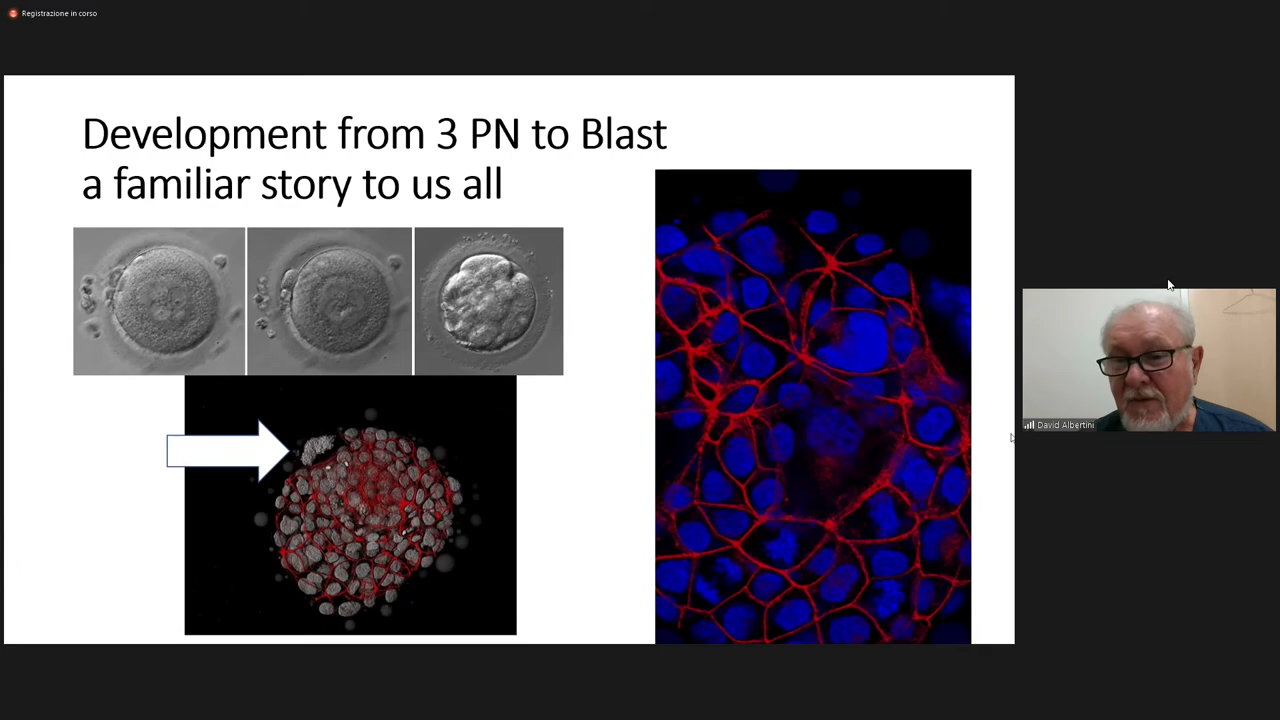 Registrazione in corso
Development from 3 PN to Blast
a familiar story to us all
David Albertini